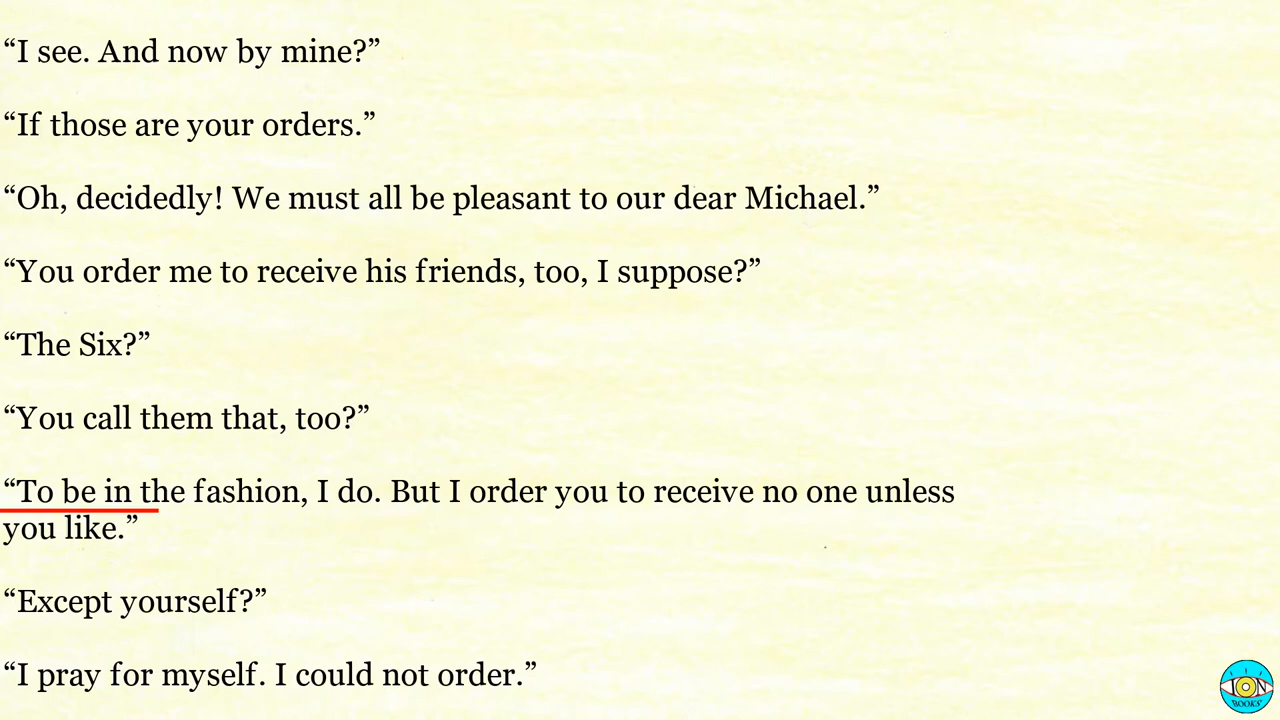 “I see. And now by mine?”
“If those are your orders.”
“Oh, decidedly! We must all be pleasant to our dear Michael.”
“You order me to receive his friends, too, I suppose?”
“The Six?”
“You call them that, too?”
“To be in the fashion, I do. But I order you to receive no one unless
you like.”
“Except yourself?”
“I pray for myself. I could not order.”
ION
BOOKS